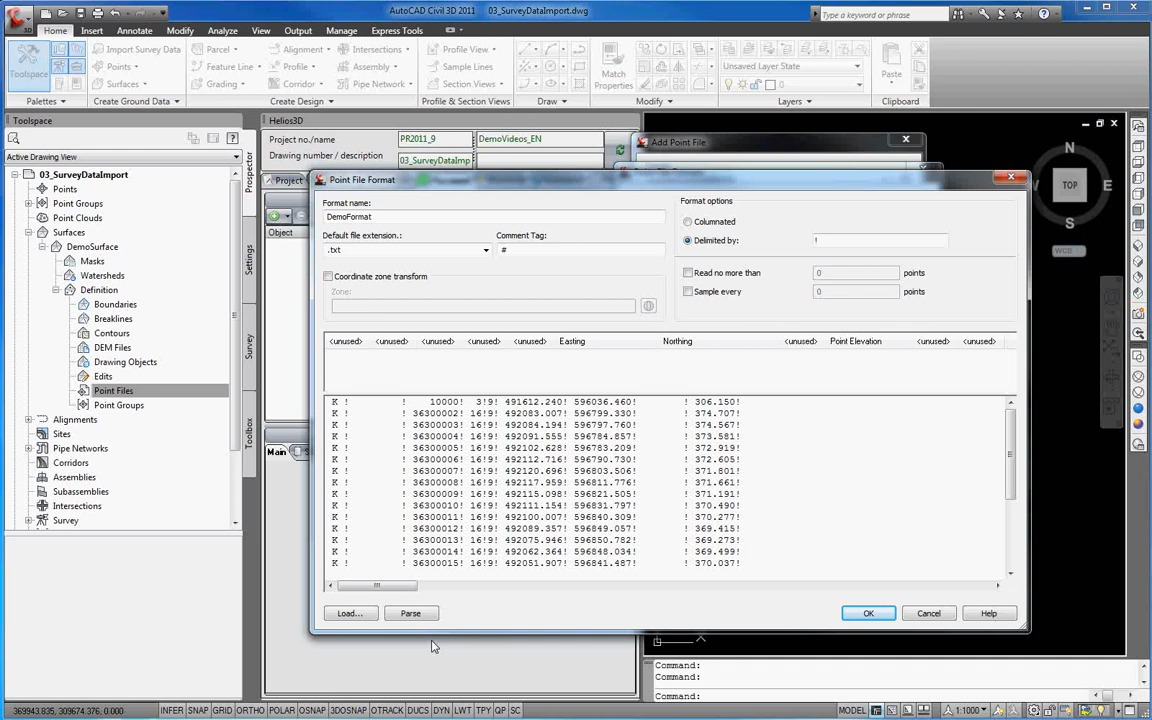 AutoCAD Civil 3D 2011 03_SurveyDataImport.dwg
Type a keyword or phrase
3D
Home Insert Annotate Modify Analyze View Output Manage Express Tools
Toolspace
Import Survey Data
Points
Surfaces
Parcel
Feature Line
Grading
Alignment
Profile
Corridor
Intersections
Assembly
Pipe Network
Profile View
Sample Lines
Section Views
Match Properties
Unsaved Layer State
0
Paste
Palettes Create Ground Data Create Design Profile & Section Views Draw Modify Layers Clipboard
Toolspace
Active Drawing View
03_SurveyDataImport
Points
Point Groups
Point Clouds
Surfaces
DemoSurface
Masks
Watersheds
Definition
Boundaries
Breaklines
Contours
DEM Files
Drawing Objects
Edits
Point Files
Point Groups
Alignments
Sites
Pipe Networks
Corridors
Assemblies
Subassemblies
Intersections
Survey
Prospector
Settings
Survey
Toolbox
Helios3D
Project no./name PR2011_9 DemoVideos_EN
Drawing number / description 03_SurveyDataImp
Project
Object
Main
Add Point File
Point File Format
Format name:
DemoFormat
Default file extension.: Comment Tag:
.txt #
Coordinate zone transform
Zone:
Format options
Columnated
Delimited by: !
Read no more than 0 points
Sample every 0 points
<unused> <unused> <unused> <unused> <unused> Easting Northing <unused> Point Elevation <unused> <unused>
K ! ! 10000! 3!9! 491612.240! 596036.460! ! 306.150!
K ! ! 36300002! 16!9! 492083.007! 596799.330! ! 374.707!
K ! ! 36300003! 16!9! 492084.194! 596797.760! ! 374.567!
K ! ! 36300004! 16!9! 492091.555! 596784.857! ! 373.581!
K ! ! 36300005! 16!9! 492102.628! 596783.209! ! 372.919!
K ! ! 36300006! 16!9! 492112.716! 596790.730! ! 372.605!
K ! ! 36300007! 16!9! 492120.696! 596803.506! ! 371.801!
K ! ! 36300008! 16!9! 492117.959! 596811.776! ! 371.661!
K ! ! 36300009! 16!9! 492115.098! 596821.505! ! 371.191!
K ! ! 36300010! 16!9! 492111.154! 596831.797! ! 370.490!
K ! ! 36300011! 16!9! 492100.007! 596840.309! ! 370.277!
K ! ! 36300012! 16!9! 492089.357! 596849.057! ! 369.415!
K ! ! 36300013! 16!9! 492075.946! 596850.782! ! 369.273!
K ! ! 36300014! 16!9! 492062.364! 596848.034! ! 369.499!
K ! ! 36300015! 16!9! 492051.907! 596841.487! ! 370.037!
Load... Parse OK Cancel Help
N
W TOP E
S
WCS
Command:
Command:
Command:
369943.835, 309674.376, 0.000 INFER SNAP GRID ORTHO POLAR OSNAP 3DOSNAP OTRACK DUCS DYN LWT TPY QP SC MODEL 1:1000